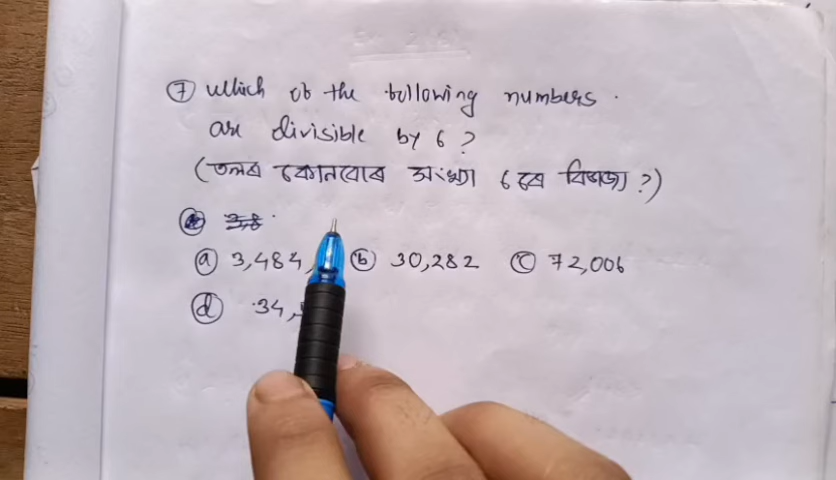 ⑦ Which of the following numbers.
are divisible by 6?
(তলৰ কোনবোৰ সংখ্যা 6 ৰে বিভাজ্য?)
ⓐ 3,484, ⓑ 30,282 ⓒ 72,006
ⓓ 34,